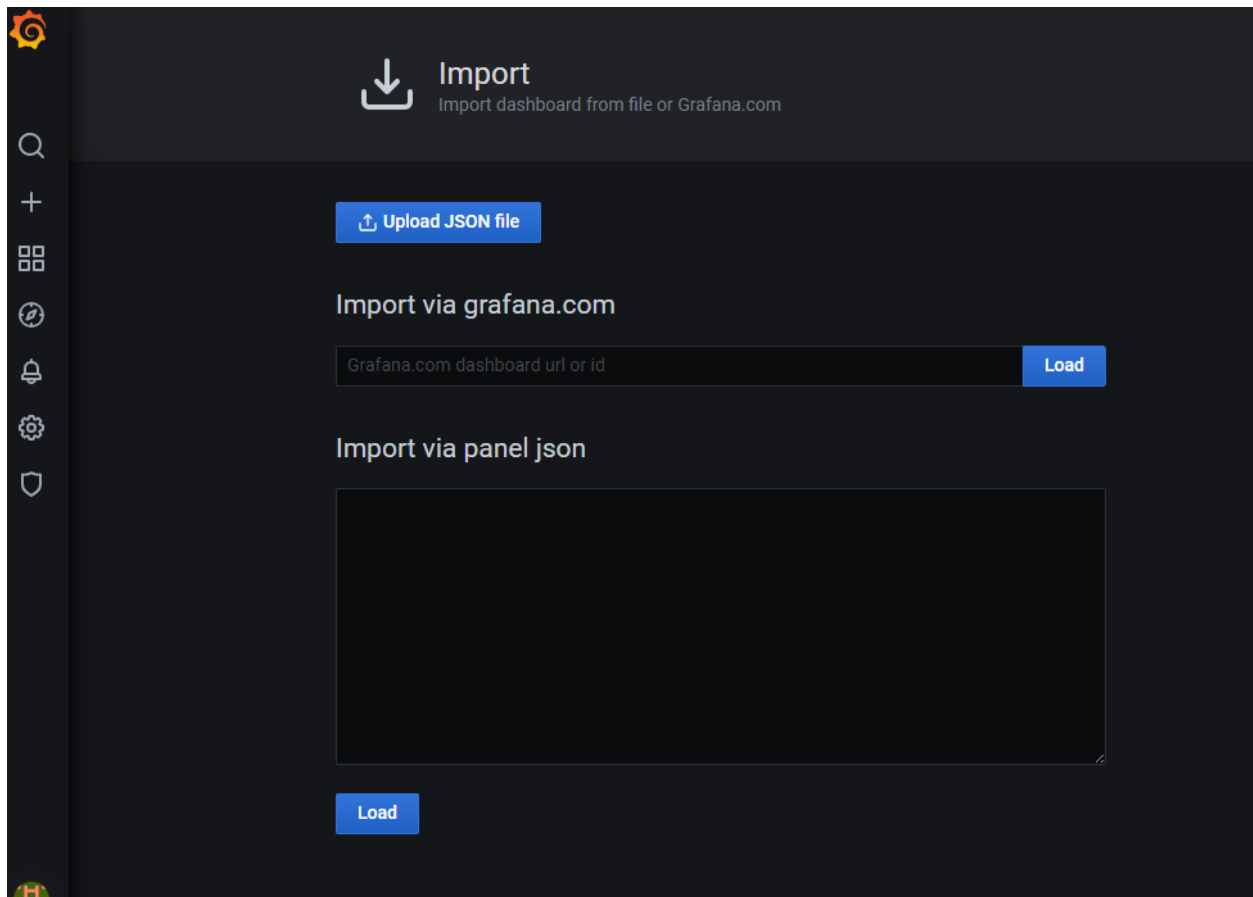 Import
Import dashboard from file or Grafana.com
Upload JSON file
Import via grafana.com
Grafana.com dashboard url or id
Load
Import via panel json
Load